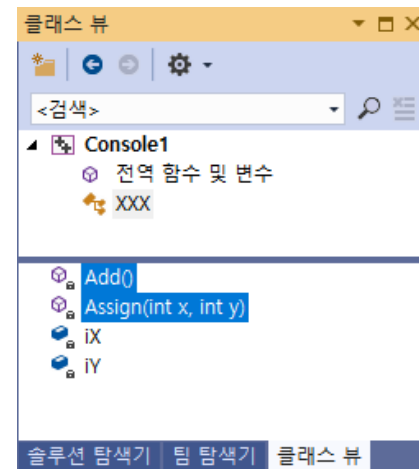 클래스 뷰
<검색>
Console1
전역 함수 및 변수
XXX
Add()
Assign(int x, int y)
iX
iY
솔루션 탐색기 팀 탐색기 클래스 뷰